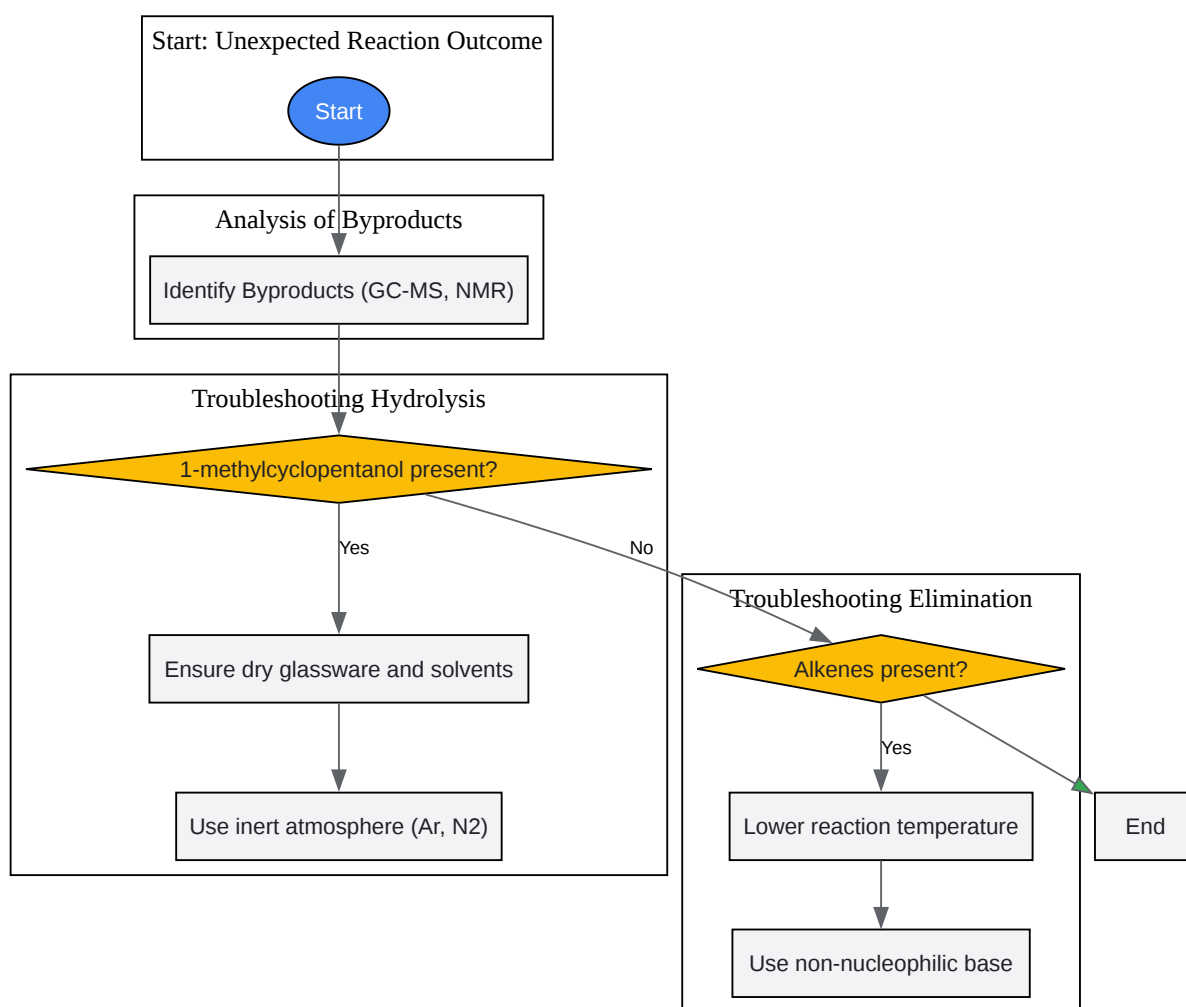 Start: Unexpected Reaction Outcome
Start
Analysis of Byproducts
Identify Byproducts (GC-MS, NMR)
Troubleshooting Hydrolysis
1-methylcyclopentanol present?
Yes
No
Ensure dry glassware and solvents
Use inert atmosphere (Ar, N2)
Troubleshooting Elimination
Alkenes present?
Yes
Lower reaction temperature
End
Use non-nucleophilic base